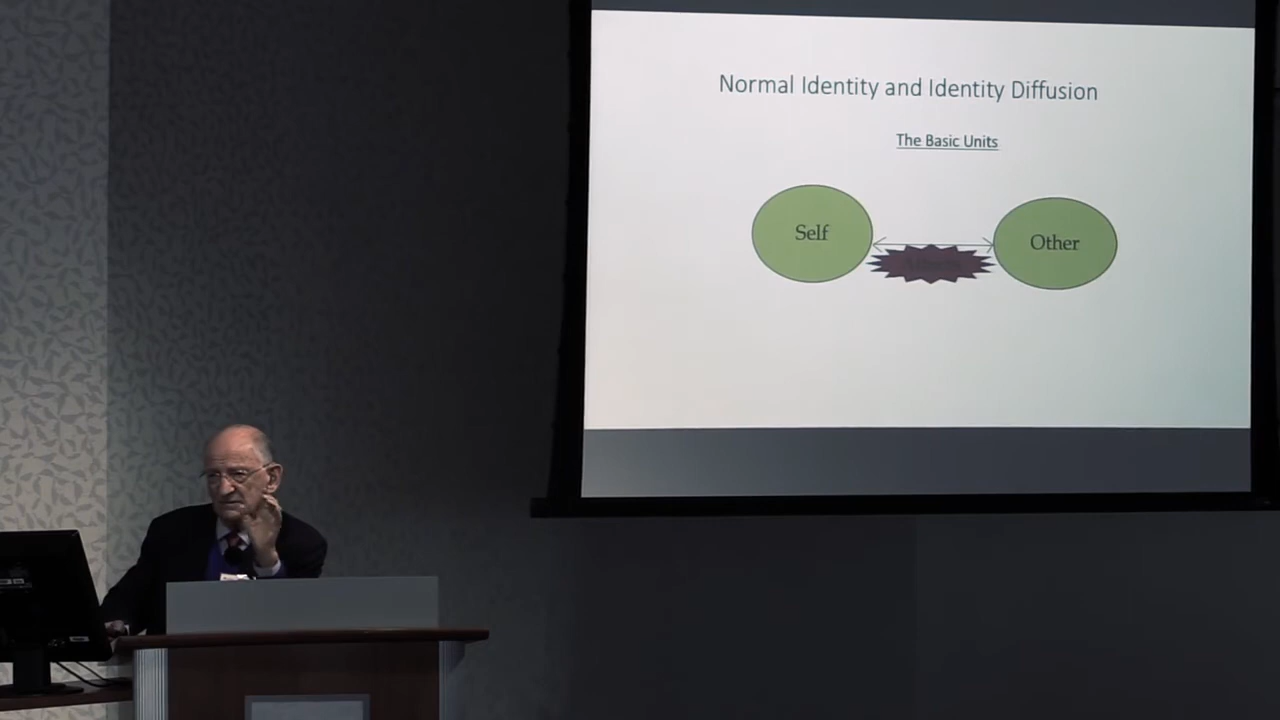 Normal Identity and Identity Diffusion
The Basic Units
Self
Other